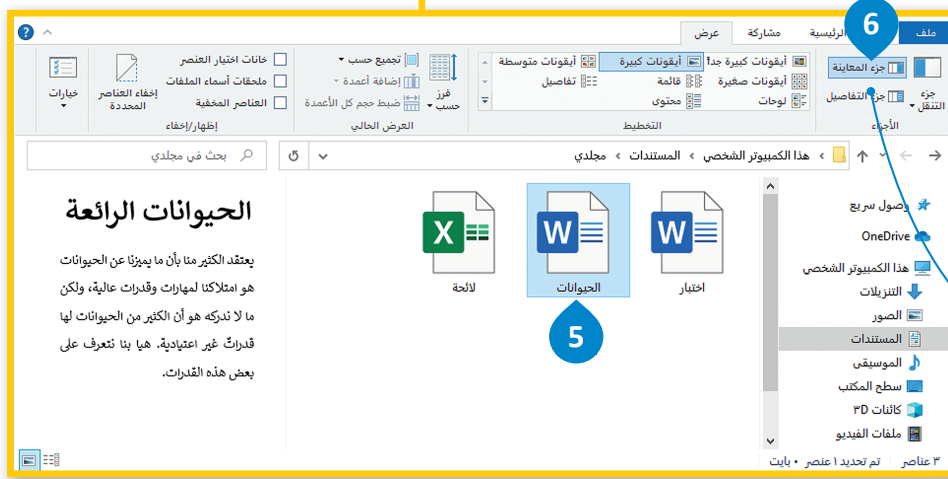 ملف الرئيسية مشاركة عرض
6
جزء التنقل
جزء المعاينة
جزء التفاصيل
الأجزاء
أيقونات كبيرة جداً أيقونات كبيرة أيقونات متوسطة
أيقونات صغيرة قائمة تفاصيل
لوحات محتوى
التخطيط
فرز حسب
تجميع حسب
إضافة أعمدة
ضبط حجم كل الأعمدة
العرض الحالي
خانات اختيار العنصر
ملحقات أسماء الملفات
العناصر المخفية
إخفاء العناصر المحددة
إظهار/إخفاء
خيارات
هذا الكمبيوتر الشخصي › المستندات › مجلدي
بحث في مجلدي
وصول سريع
OneDrive
هذا الكمبيوتر الشخصي
التنزيلات
الصور
المستندات
الموسيقى
سطح المكتب
كائنات ٣D
ملفات الفيديو
اختبار
الحيوانات
لائحة
5
الحيوانات الرائعة
يعتقد الكثير منا بأن ما يميزنا عن الحيوانات
هو امتلاكنا لمهارات وقدرات عالية، ولكن
ما لا ندركه هو أن الكثير من الحيوانات لها
قدراتٌ غير اعتيادية. هيا بنا نتعرف على
بعض هذه القدرات.
٣ عناصر تم تحديد ١ عنصر ٠ بايت